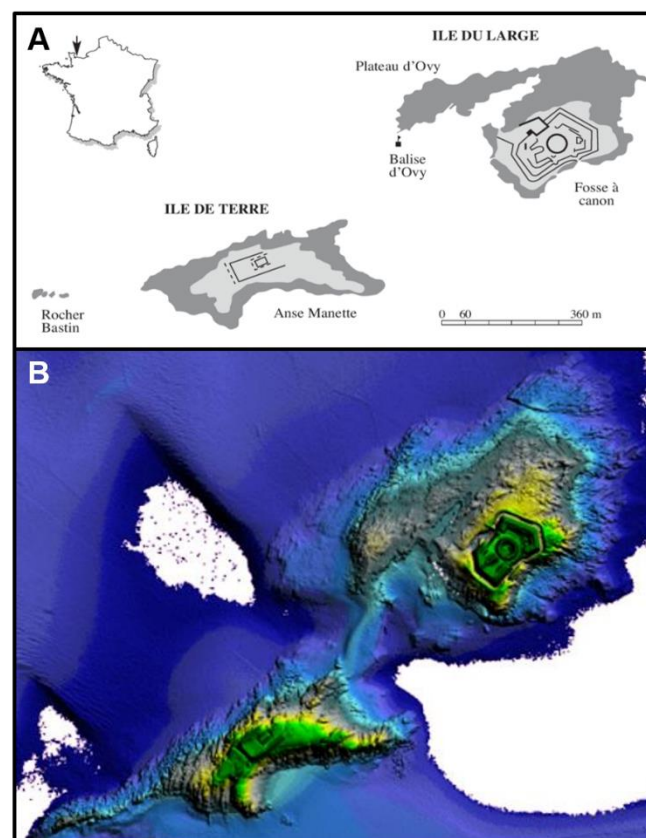 A
ILE DU LARGE
Plateau d'Ovy
Balise
d'Ovy
Fosse à
canon
ILE DE TERRE
Rocher
Bastin
Anse Manette
0 60 360 m
B